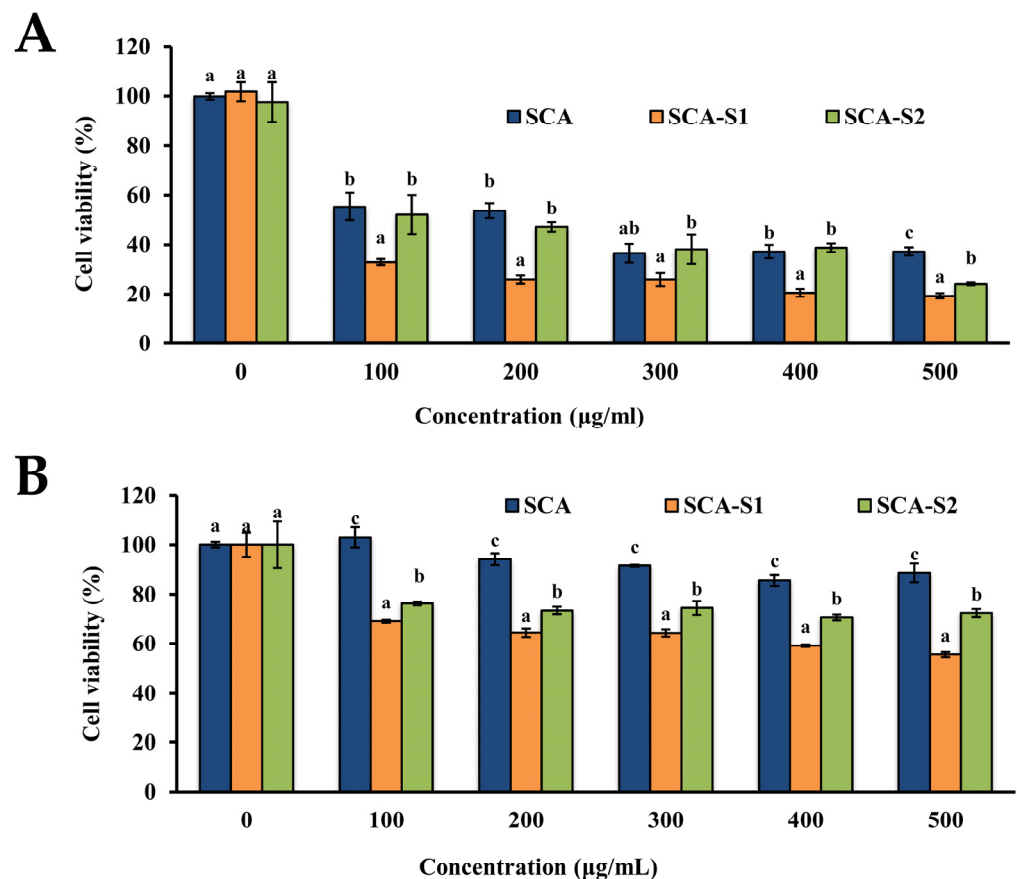 A
120
100
80
60
40
20
0
Cell viability (%)
SCA SCA-S1 SCA-S2
a a a
b a b
b a b
ab a b
b a b
c a b
0 100 200 300 400 500
Concentration (µg/ml)
B
120
100
80
60
40
20
0
Cell viability (%)
SCA SCA-S1 SCA-S2
a a a
c a b
c a b
c a b
c a b
c a b
0 100 200 300 400 500
Concentration (µg/mL)